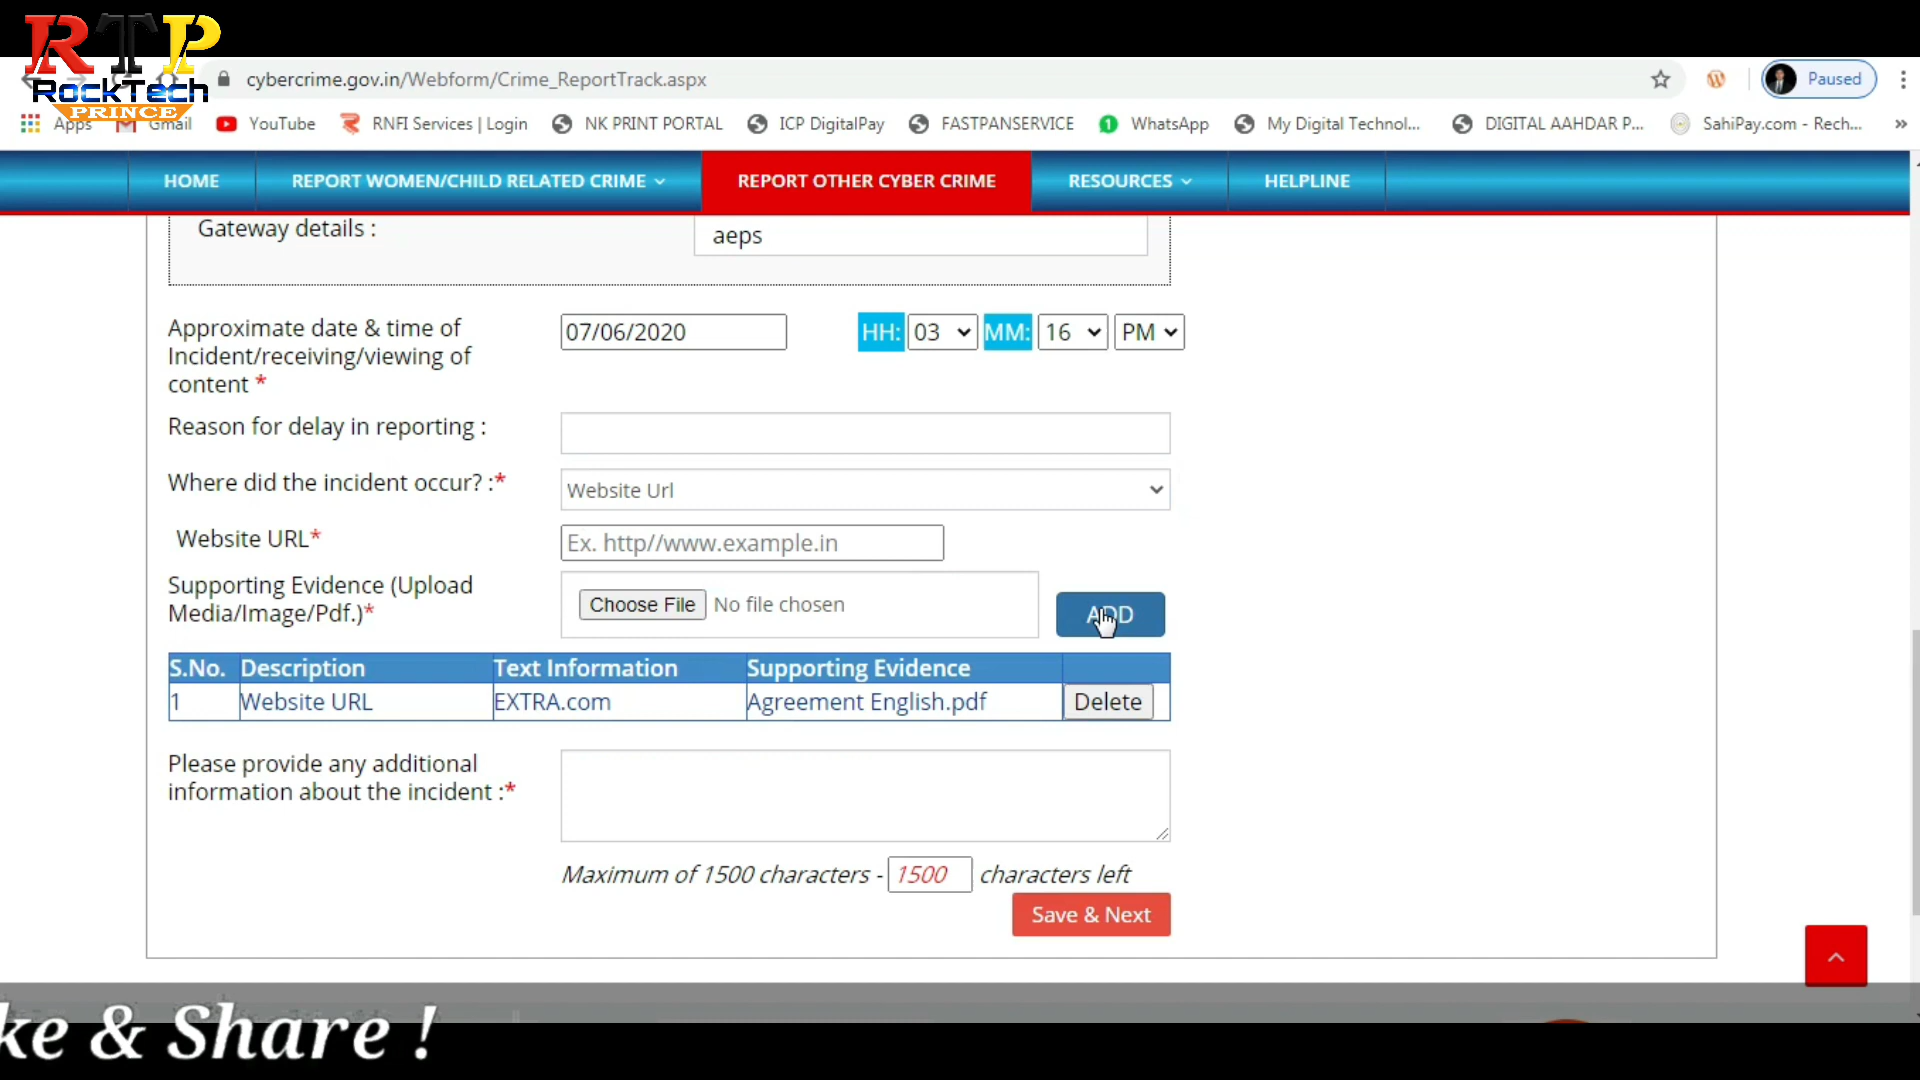 RTP
RockTech
PRINCE
cybercrime.gov.in/Webform/Crime_ReportTrack.aspx
Paused
Apps Gmail YouTube RNFI Services | Login NK PRINT PORTAL ICP DigitalPay FASTPANSERVICE WhatsApp My Digital Technol... DIGITAL AAHDAR P... SahiPay.com - Rech... »
HOME REPORT WOMEN/CHILD RELATED CRIME REPORT OTHER CYBER CRIME RESOURCES HELPLINE
Gateway details : aeps
Approximate date & time of 07/06/2020 HH: 03 MM: 16 PM
Incident/receiving/viewing of
content *
Reason for delay in reporting :
Where did the incident occur? :* Website Url
Website URL* Ex. http//www.example.in
Supporting Evidence (Upload
Media/Image/Pdf.)* Choose File No file chosen ADD
S.No. Description Text Information Supporting Evidence
1 Website URL EXTRA.com Agreement English.pdf Delete
Please provide any additional
information about the incident :*
Maximum of 1500 characters - 1500 characters left
Save & Next
ke & Share !